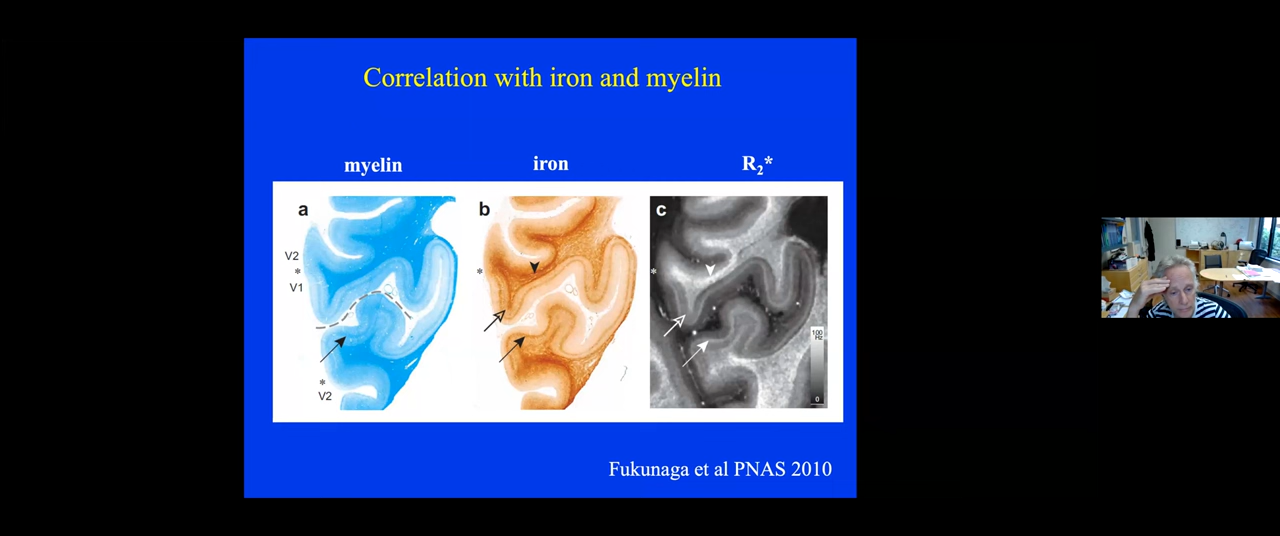 Correlation with iron and myelin
myelin
iron
R₂*
a
b
c
V2
*
V1
*
V2
*
*
100
Hz
0
Fukunaga et al PNAS 2010